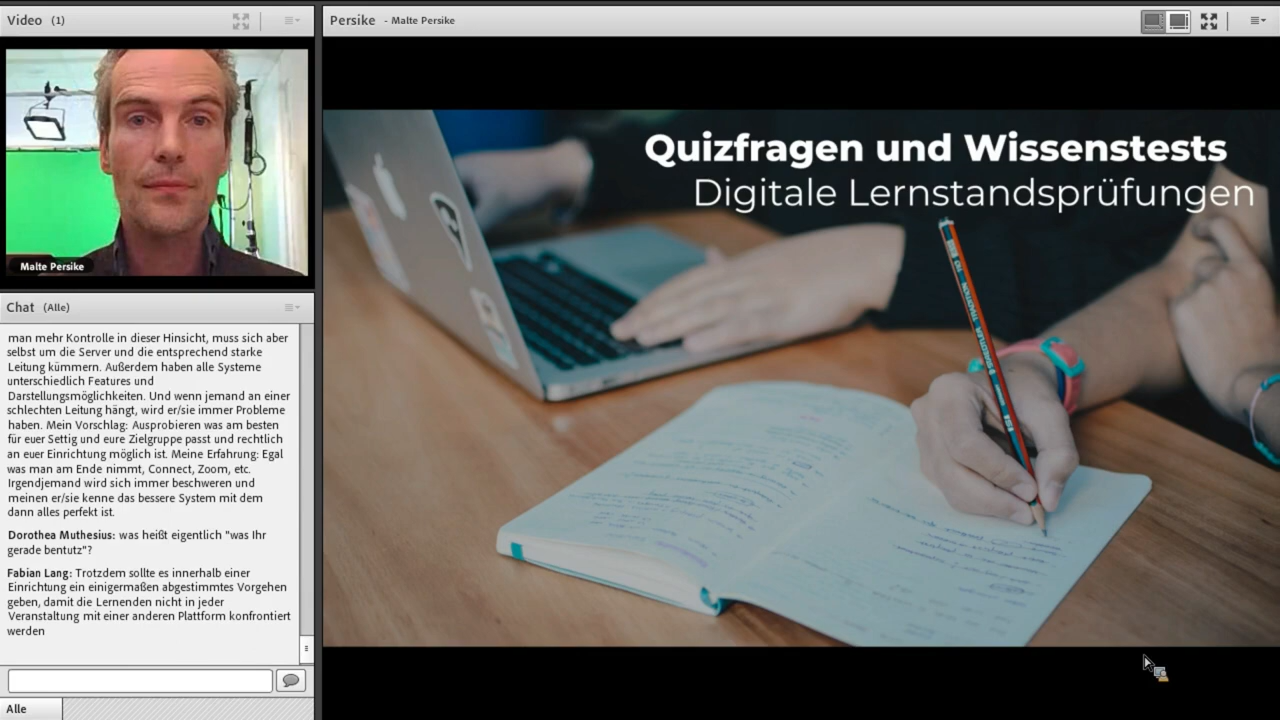 Video (1)
Malte Persike
Chat (Alle)
man mehr Kontrolle in dieser Hinsicht, muss sich aber
selbst um die Server und die entsprechend starke
Leitung kümmern. Außerdem haben alle Systeme
unterschiedlich Features und
Darstellungsmöglichkeiten. Und wenn jemand an einer
schlechten Leitung hängt, wird er/sie immer Probleme
haben. Mein Vorschlag: Ausprobieren was am besten
für euer Settig und eure Zielgruppe passt und rechtlich
an euer Einrichtung möglich ist. Meine Erfahrung: Egal
was man am Ende nimmt, Connect, Zoom, etc.
Irgendjemand wird sich immer beschweren und
meinen er/sie kenne das bessere System mit dem
dann alles perfekt ist.
Dorothea Muthesius: was heißt eigentlich "was Ihr
gerade bentutz"?
Fabian Lang: Trotzdem sollte es innerhalb einer
Einrichtung ein einigermaßen abgestimmtes Vorgehen
geben, damit die Lernenden nicht in jeder
Veranstaltung mit einer anderen Plattform konfrontiert
werden
Alle
Persike - Malte Persike
Quizfragen und Wissenstests
Digitale Lernstandsprüfungen